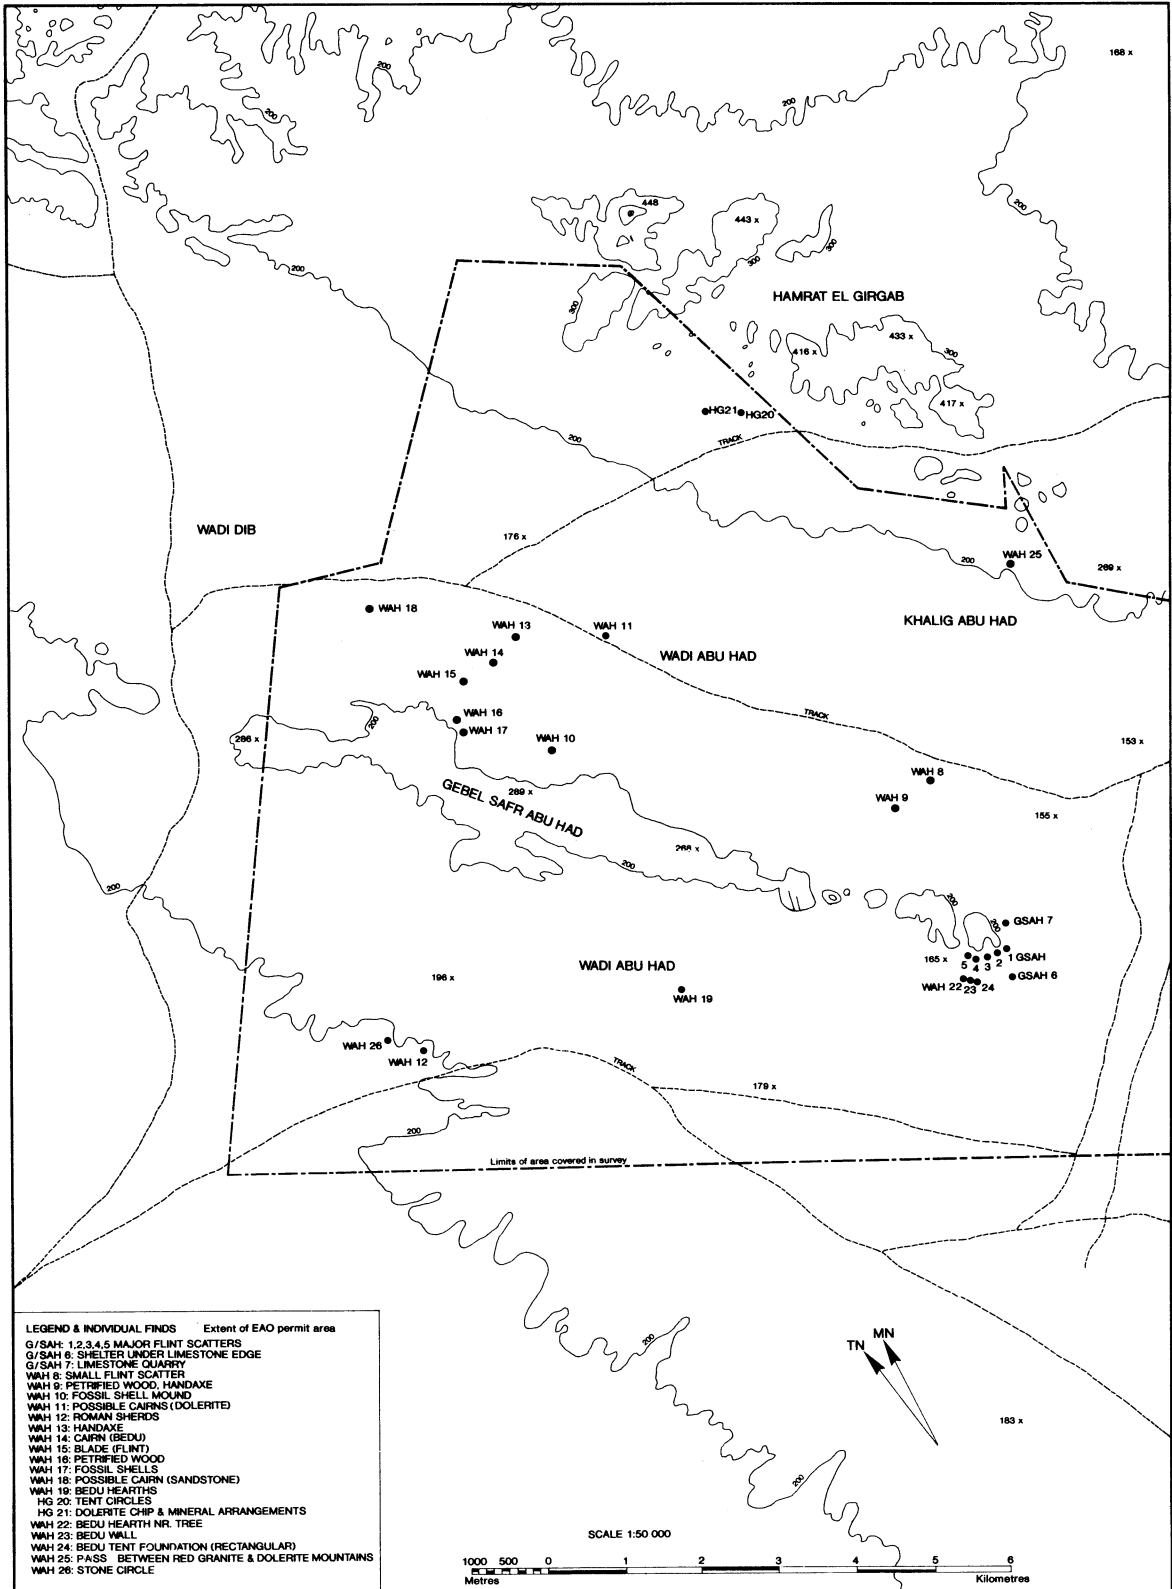 168 x
200
200
200
200
448
443 x
300
300
200
300
HAMRAT EL GIRGAB
416 x
433 x
300
417 x
HG21
HG20
TRACK
200
WADI DIB
176 x
200
WAH 25
269 x
WAH 18
WAH 13
WAH 11
KHALIG ABU HAD
WAH 14
WADI ABU HAD
WAH 15
200
WAH 16
TRACK
WAH 17
286 x
WAH 10
153 x
WAH 8
289 x
GEBEL SAFR ABU HAD
WAH 9
155 x
268 x
200
200
200
200
GSAH 7
165 x
5 4 3 2 1 GSAH
WADI ABU HAD
196 x
GSAH 6
WAH 22 23 24
WAH 19
WAH 26
WAH 12
TRACK
179 x
200
Limits of area covered in survey
LEGEND & INDIVIDUAL FINDS Extent of EAO permit area
G/SAH: 1,2,3,4,5 MAJOR FLINT SCATTERS
G/SAH 6: SHELTER UNDER LIMESTONE EDGE
G/SAH 7: LIMESTONE QUARRY
WAH 8: SMALL FLINT SCATTER
WAH 9: PETRIFIED WOOD, HANDAXE
WAH 10: FOSSIL SHELL MOUND
WAH 11: POSSIBLE CAIRNS (DOLERITE)
WAH 12: ROMAN SHERDS
WAH 13: HANDAXE
WAH 14: CAIRN (BEDU)
WAH 15: BLADE (FLINT)
WAH 16: PETRIFIED WOOD
WAH 17: FOSSIL SHELLS
WAH 18: POSSIBLE CAIRN (SANDSTONE)
WAH 19: BEDU HEARTHS
HG 20: TENT CIRCLES
HG 21: DOLERITE CHIP & MINERAL ARRANGEMENTS
WAH 22: BEDU HEARTH NR. TREE
WAH 23: BEDU WALL
WAH 24: BEDU TENT FOUNDATION (RECTANGULAR)
WAH 25: PASS BETWEEN RED GRANITE & DOLERITE MOUNTAINS
WAH 26: STONE CIRCLE
200
TN
MN
183 x
200
SCALE 1:50 000
1000 500 0 1 2 3 4 5 6
Metres
Kilometres